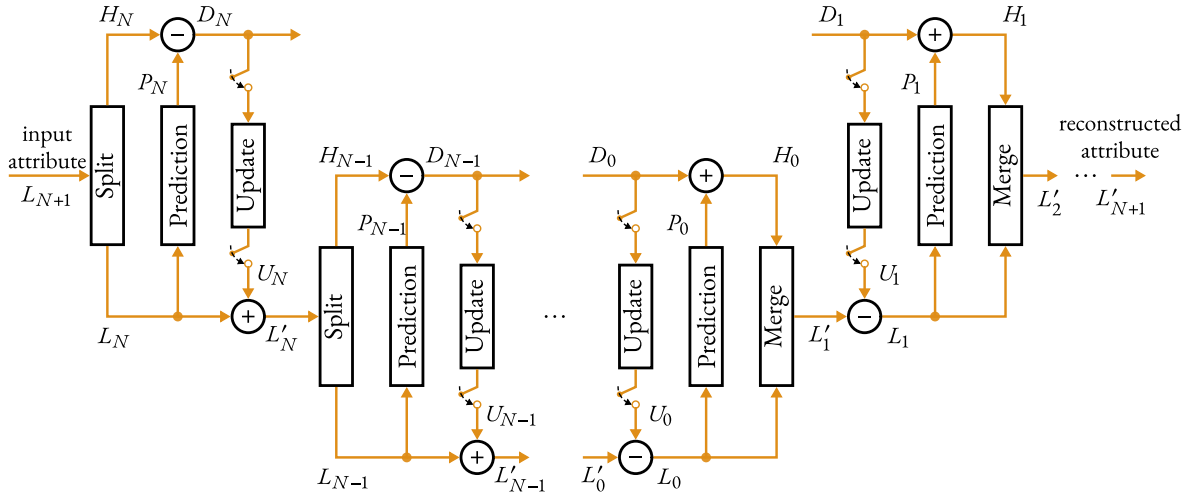 H_N
D_N
−
P_N
input
attribute
L_{N+1}
Split
Prediction
Update
U_N
L_N
+
L'_N
H_{N−1}
D_{N−1}
−
P_{N−1}
Split
Prediction
Update
U_{N−1}
L_{N−1}
+
L'_{N−1}
...
D_0
H_0
+
P_0
Update
Prediction
Merge
U_0
L'_0
−
L_0
L'_1
D_1
H_1
+
P_1
Update
Prediction
Merge
U_1
−
L_1
reconstructed
attribute
L'_2
...
L'_{N+1}